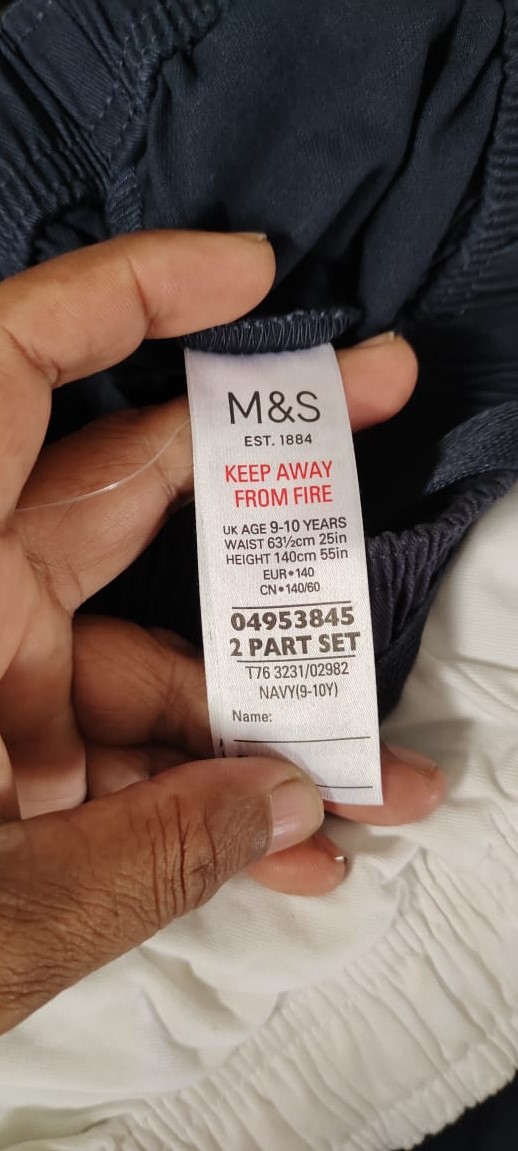 M&S
EST. 1884
KEEP AWAY
FROM FIRE
UK AGE 9-10 YEARS
WAIST 63½cm 25in
HEIGHT 140cm 55in
EUR•140
CN•140/60
04953845
2 PART SET
T76 3231/02982
NAVY(9-10Y)
Name: